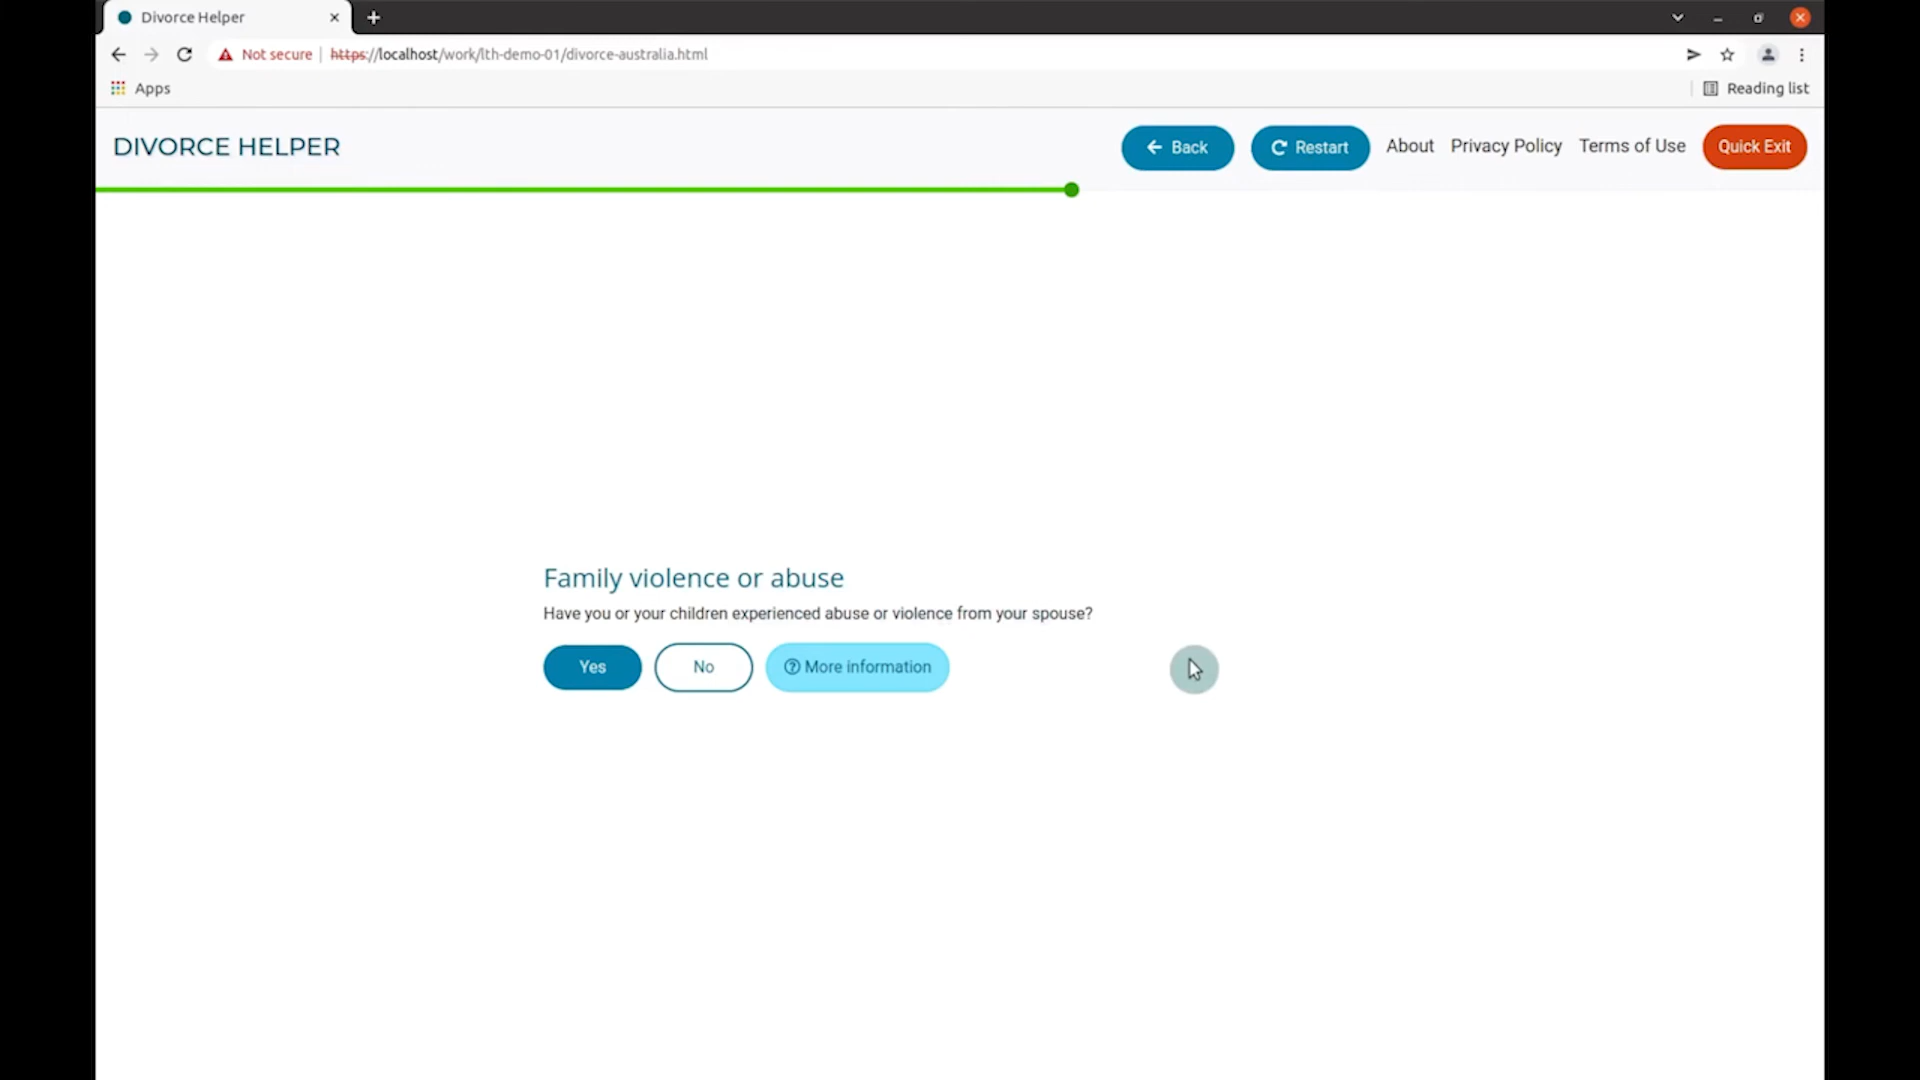 Divorce Helper
Not secure | https://localhost/work/lth-demo-01/divorce-australia.html
Apps
Reading list
DIVORCE HELPER
Back
Restart
About
Privacy Policy
Terms of Use
Quick Exit
Family violence or abuse
Have you or your children experienced abuse or violence from your spouse?
Yes
No
More information